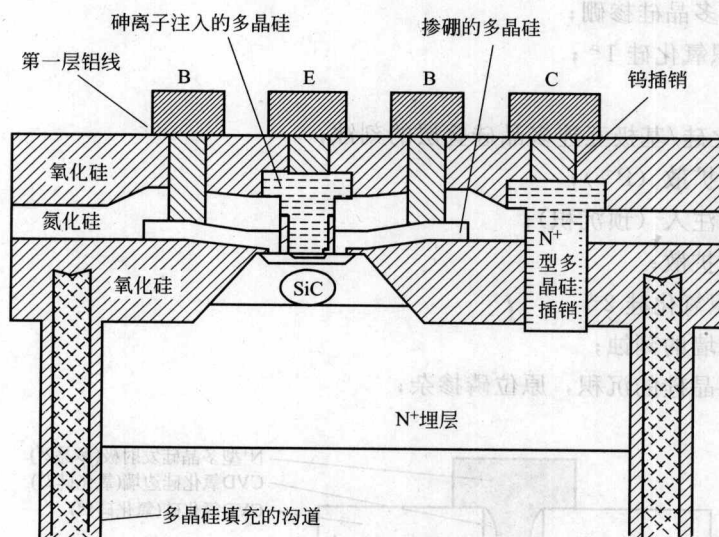 砷离子注入的多晶硅
掺硼的多晶硅
第一层铝线
B
E
B
C
钨插销
氧化硅
氮化硅
氧化硅
SiC
N⁺
型多
晶硅
插销
N⁺埋层
多晶硅填充的沟道